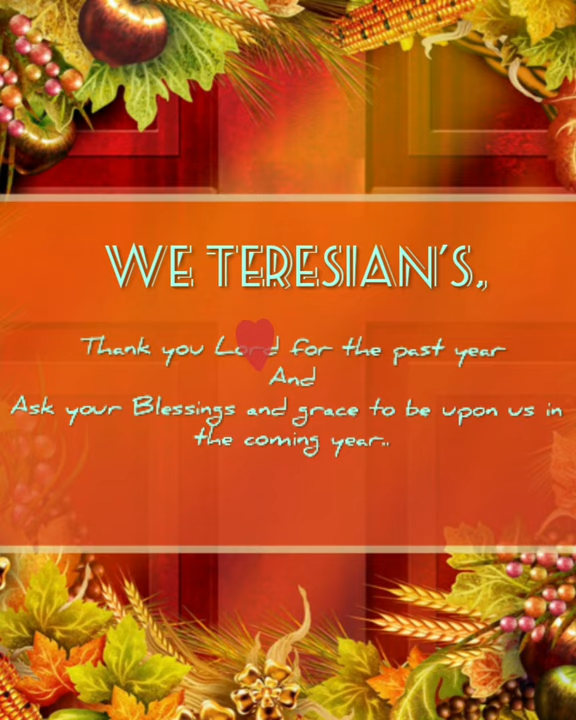 WE TERESIAN'S,
Thank you Lord for the past year
And
Ask your Blessings and grace to be upon us in
the coming year..